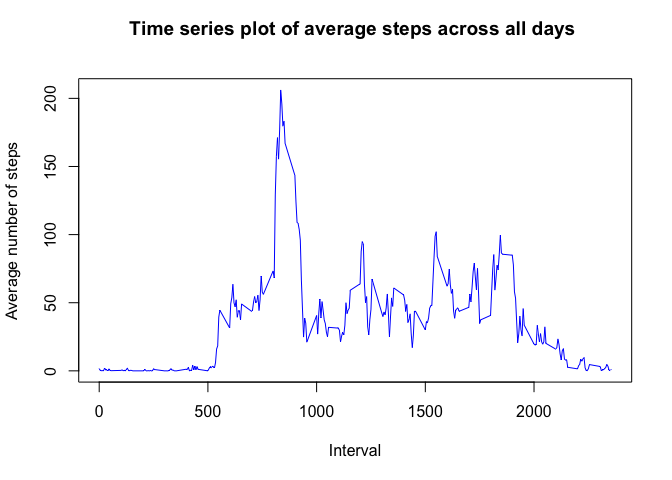 Time series plot of average steps across all days
Average number of steps
200
150
100
50
0
0 500 1000 1500 2000
Interval